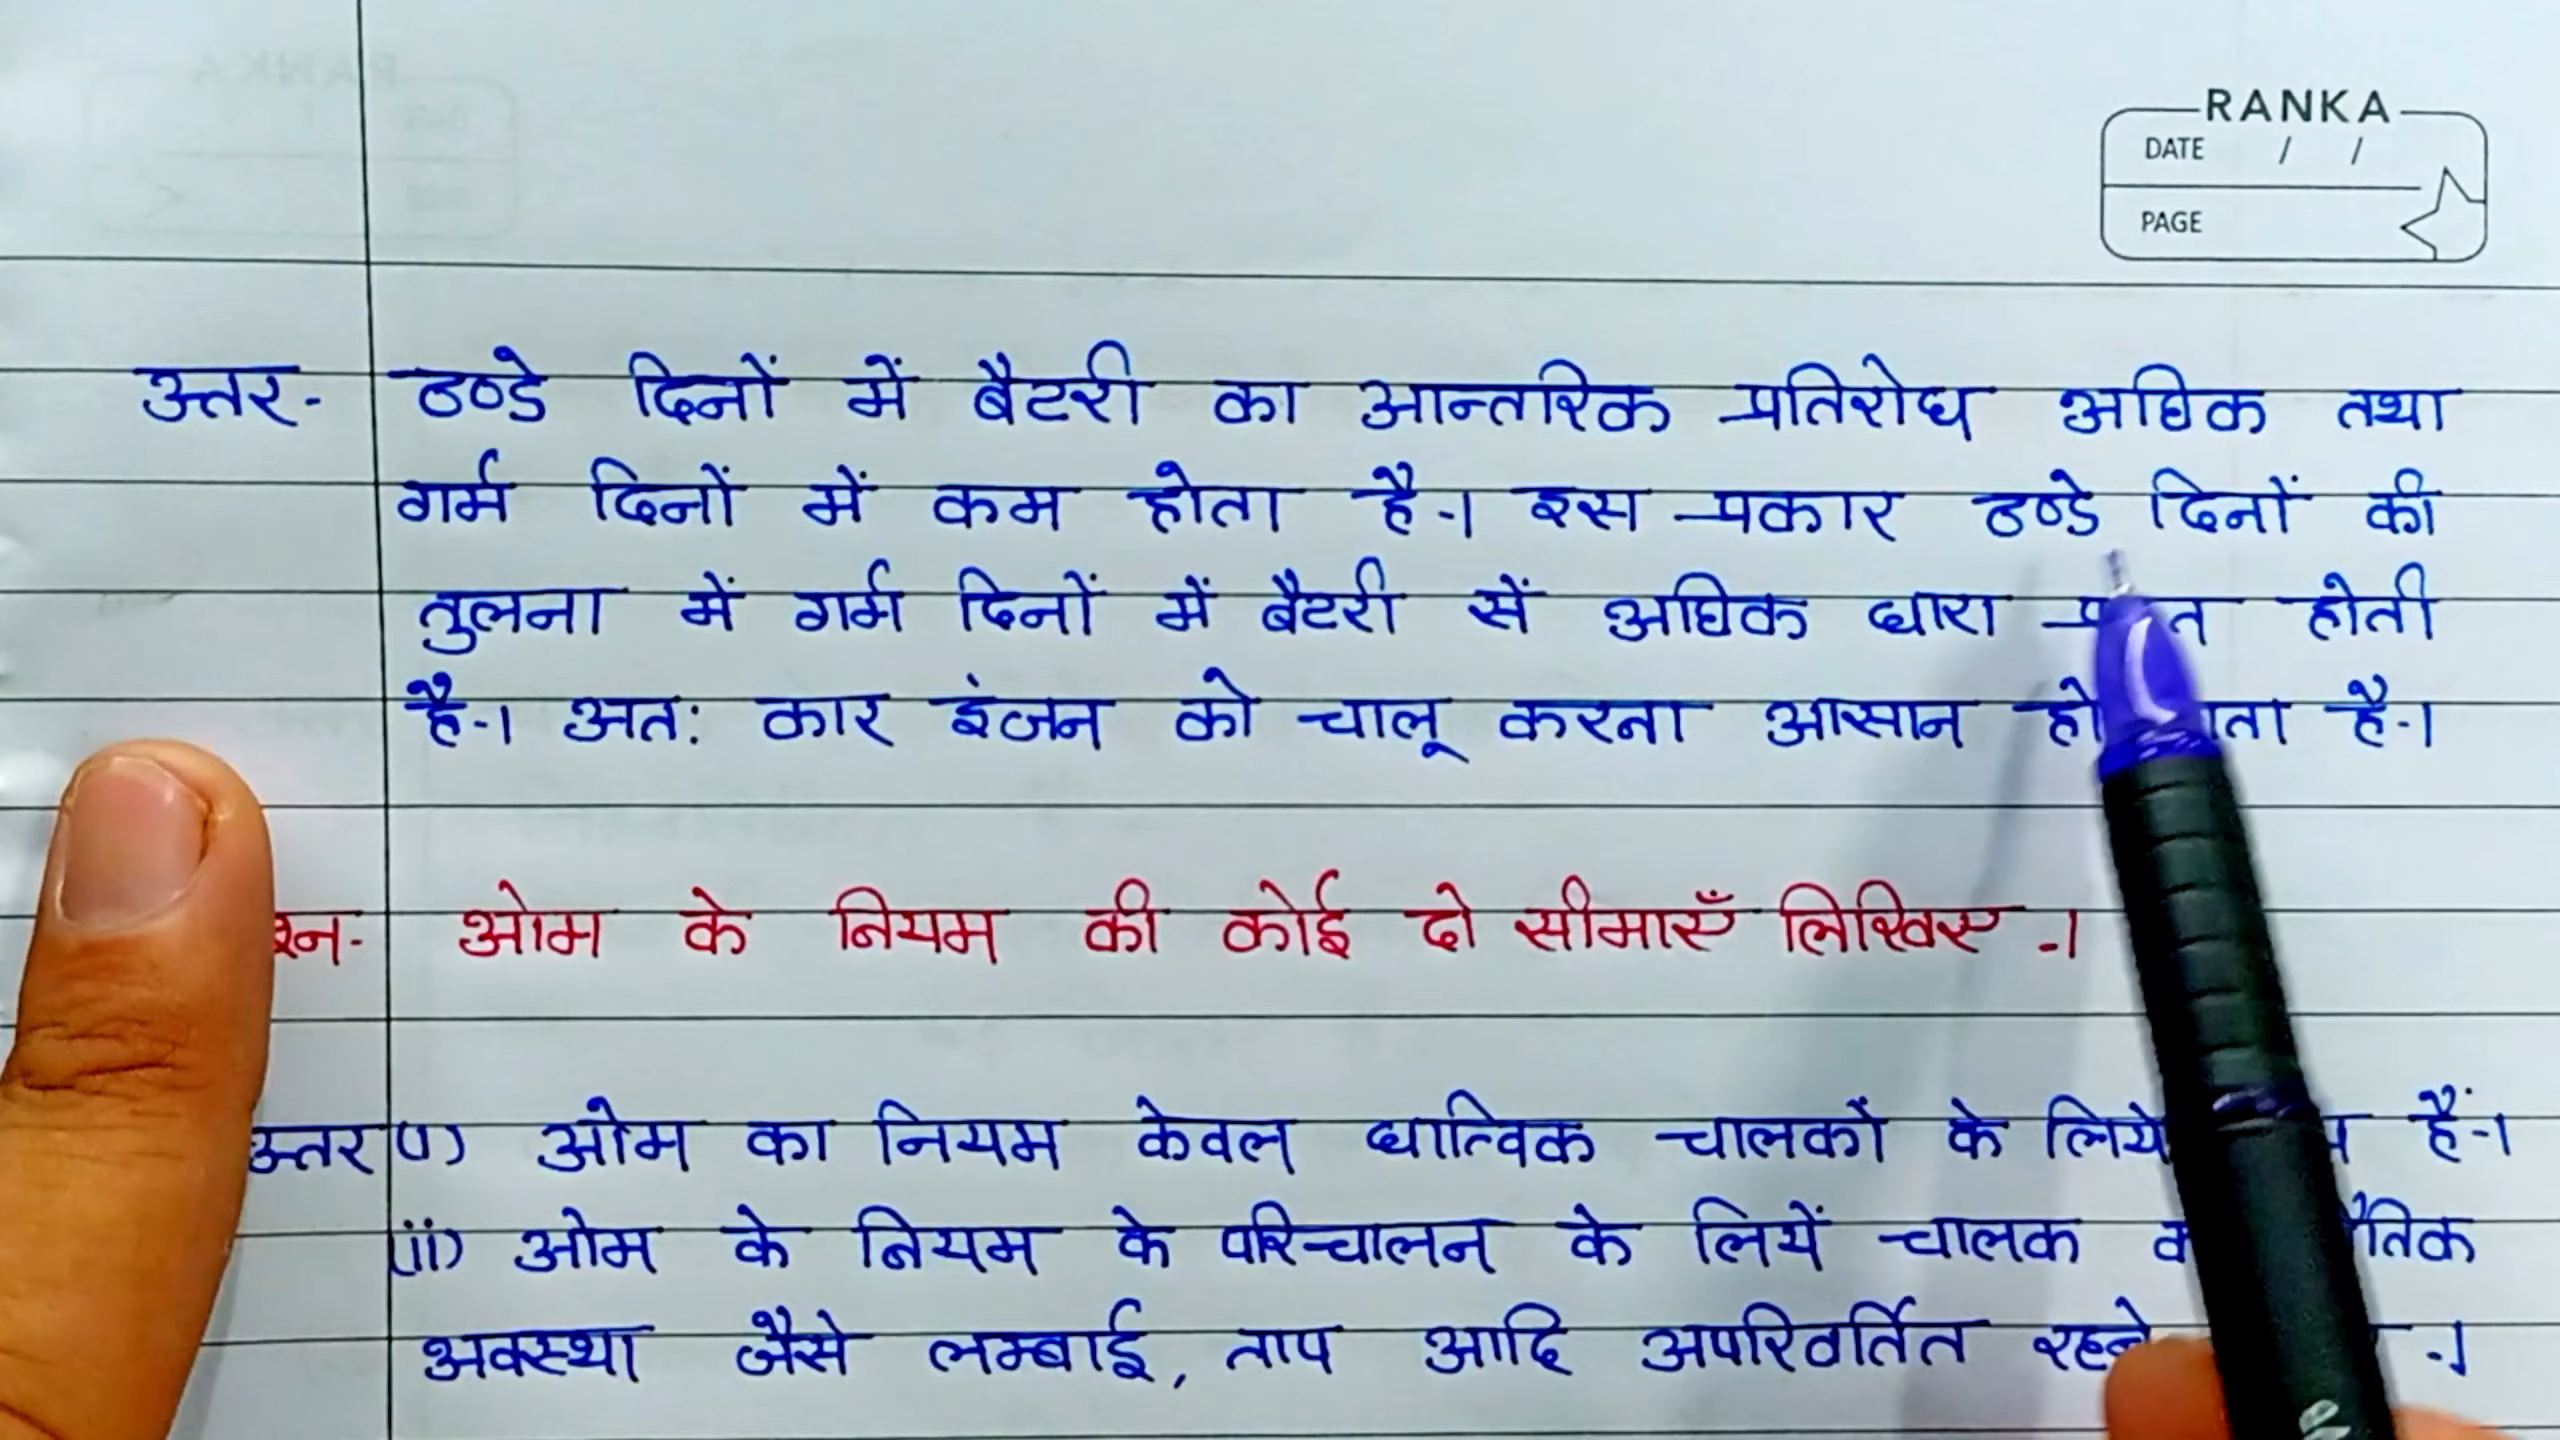 RANKA
DATE / /
PAGE
उत्तर- ठण्डे दिनों में बैटरी का आन्तरिक प्रतिरोध अधिक तथा
गर्म दिनों में कम होता है-। इस प्रकार ठण्डे दिनों की
तुलना में गर्म दिनों में बैटरी सें अधिक धारा होती
है-। अत: कार इंजन को चालू करना आसान हो है-।
ओम के नियम की कोई दो सीमाएँ लिखिए -।
उत्तर (i) ओम का नियम केवल धात्विक चालकों के लिये हैं-।
(ii) ओम के नियम के परिचालन के लियें चालक
अवस्था जैसे लम्बाई, ताप आदि अपरिवर्तित रहने -।